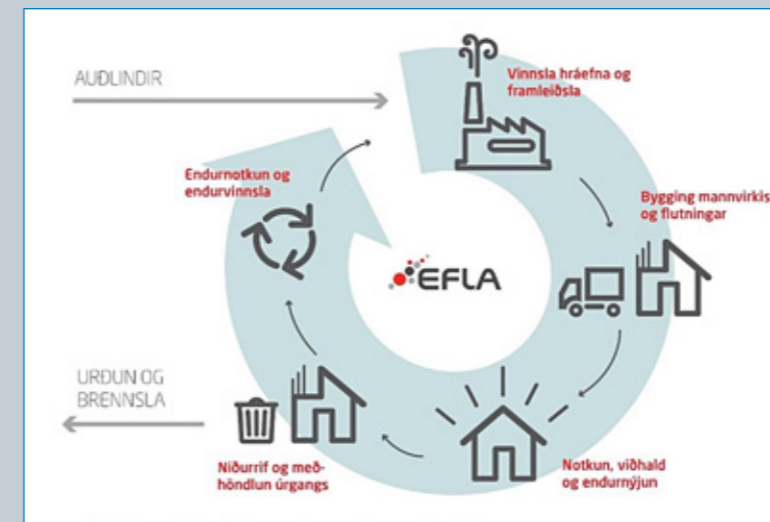 AUÐLINDIR
Vinnsla hráefna og
framleiðsla
Bygging mannvirkis
og flutningar
Notkun, viðhald
og endurnýjun
Niðurrif og með-
höndlun úrgangs
URÐUN OG
BRENNSLA
Endurnotkun og
endurvinnsla
EFLA